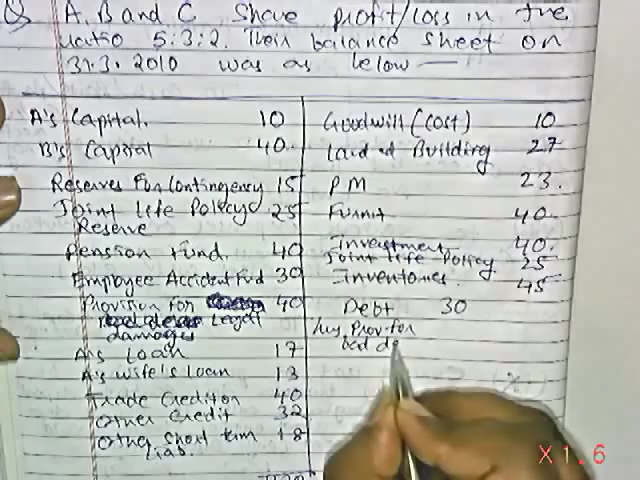 Q A, B and C Share Profit/loss in the
ratio 5:3:2. Their balance sheet on
31.3.2010 was as below —
A's Capital. 10 Goodwill (cost) 10
B's Capital 40. Land at Building 27
Reserves for Contingency 15 PM 23.
Joint life Policy 25 Furnit 40.
Reserve
Investment 40.
Pension Fund. 40 Joint life Policy 25
Employee Accident Fund 30 Inventories 45
Provision for 40 Debt 30
Legal Prov for
damages bad de
A's Loan 17
A's wife's Loan 13
Trade Creditor 40
Other Credit 32
Other Short term 18
Liab
X1.6